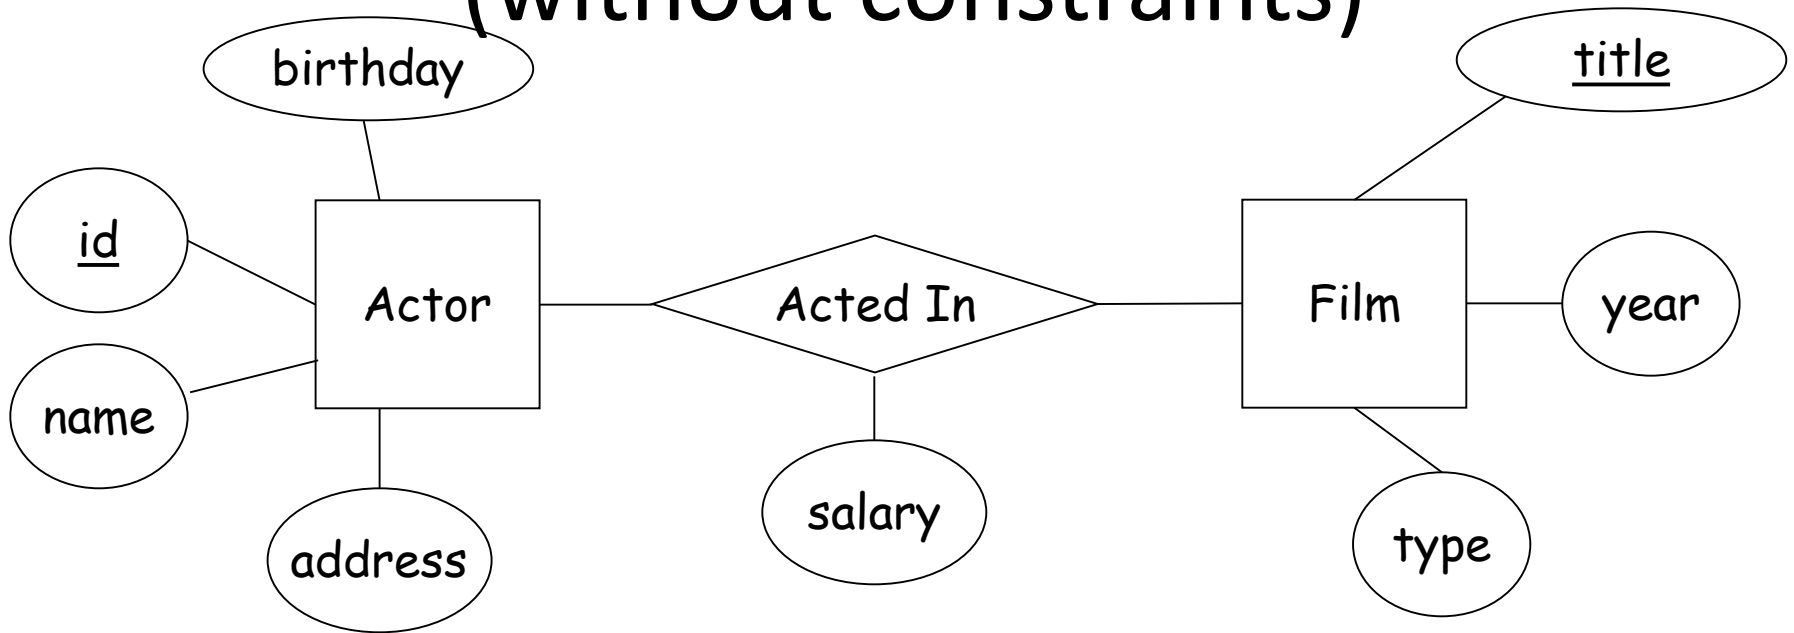 (without constraints)
birthday
title
id
Actor
Acted In
Film
year
name
salary
address
type